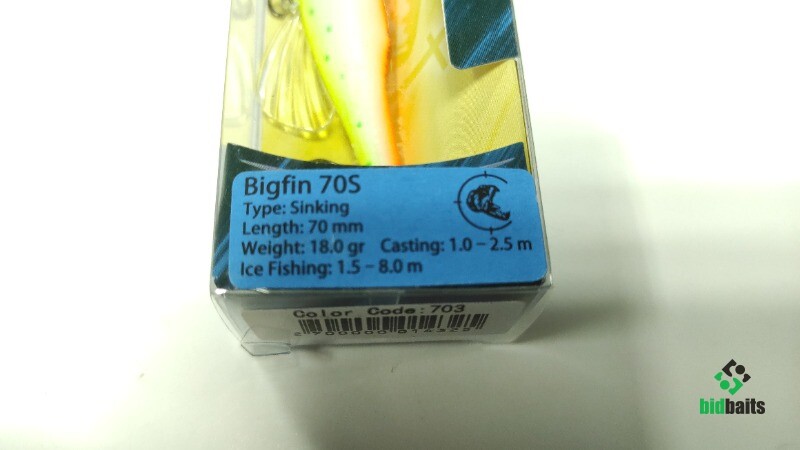 Bigfin 70S
Type: Sinking
Length: 70 mm
Weight: 18.0 gr Casting: 1.0 – 2.5 m
Ice Fishing: 1.5 – 8.0 m
Color Code:703
bidbaits